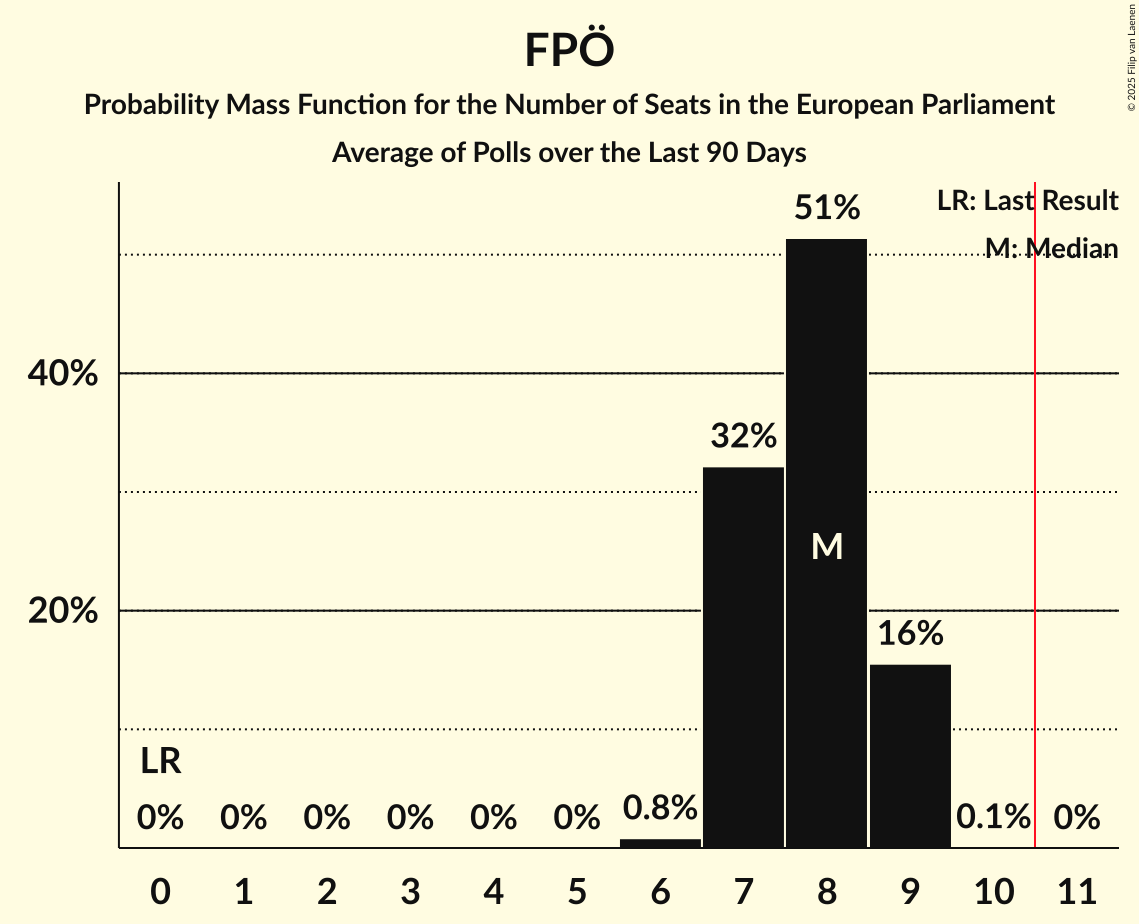 FPÖ
Probability Mass Function for the Number of Seats in the European Parliament
Average of Polls over the Last 90 Days
© 2025 Filip van Laenen
LR: Last Result
M: Median
51%
40%
32%
M
20%
16%
LR
0% 0% 0% 0% 0% 0% 0.8% 0.1% 0%
0 1 2 3 4 5 6 7 8 9 10 11